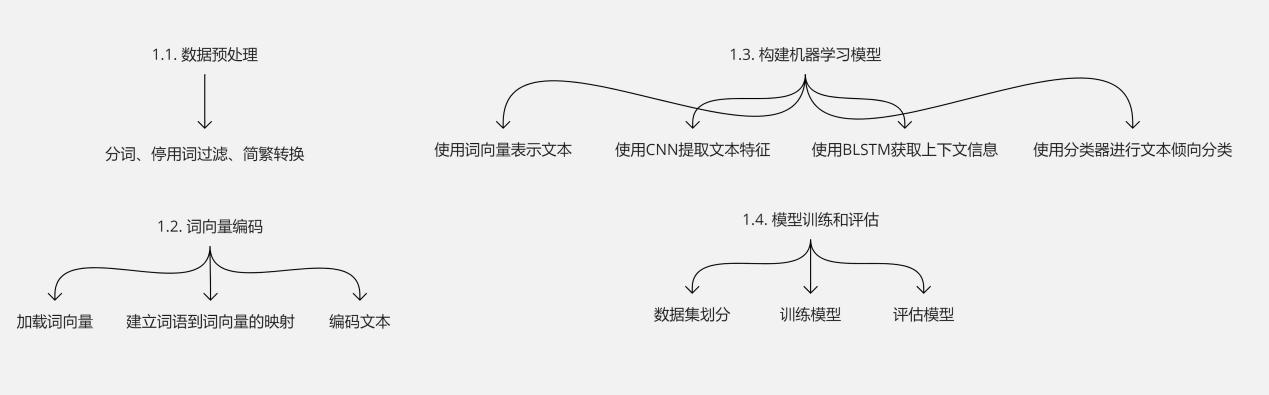 1.1. 数据预处理
分词、停用词过滤、简繁转换
1.2. 词向量编码
加载词向量
建立词语到词向量的映射
编码文本
1.3. 构建机器学习模型
使用词向量表示文本
使用CNN提取文本特征
使用BLSTM获取上下文信息
使用分类器进行文本倾向分类
1.4. 模型训练和评估
数据集划分
训练模型
评估模型